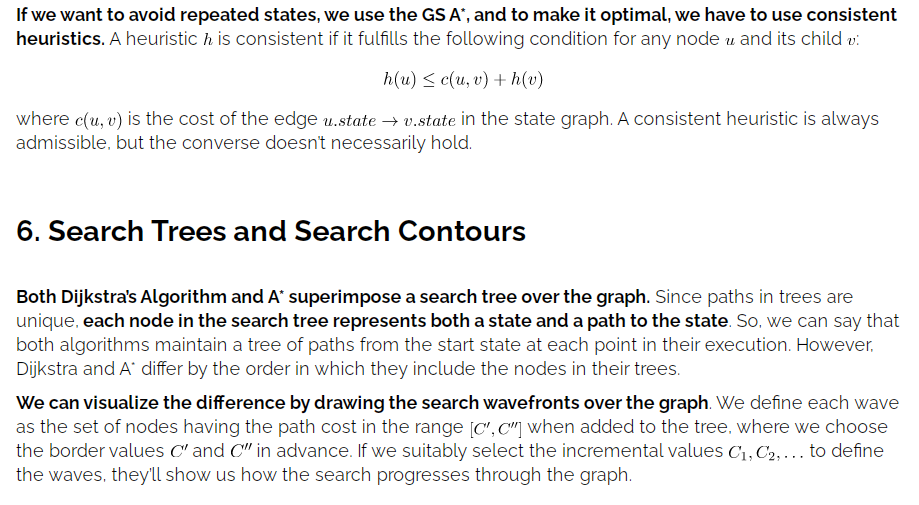 If we want to avoid repeated states, we use the GS A*, and to make it optimal, we have to use consistent
heuristics. A heuristic h is consistent if it fulfills the following condition for any node u and its child v:
h(u) ≤ c(u, v) + h(v)
where c(u, v) is the cost of the edge u.state → v.state in the state graph. A consistent heuristic is always
admissible, but the converse doesn't necessarily hold.
6. Search Trees and Search Contours
Both Dijkstra's Algorithm and A* superimpose a search tree over the graph. Since paths in trees are
unique, each node in the search tree represents both a state and a path to the state. So, we can say that
both algorithms maintain a tree of paths from the start state at each point in their execution. However,
Dijkstra and A* differ by the order in which they include the nodes in their trees.
We can visualize the difference by drawing the search wavefronts over the graph. We define each wave
as the set of nodes having the path cost in the range [C′, C″] when added to the tree, where we choose
the border values C′ and C″ in advance. If we suitably select the incremental values C₁, C₂, . . . to define
the waves, they'll show us how the search progresses through the graph.